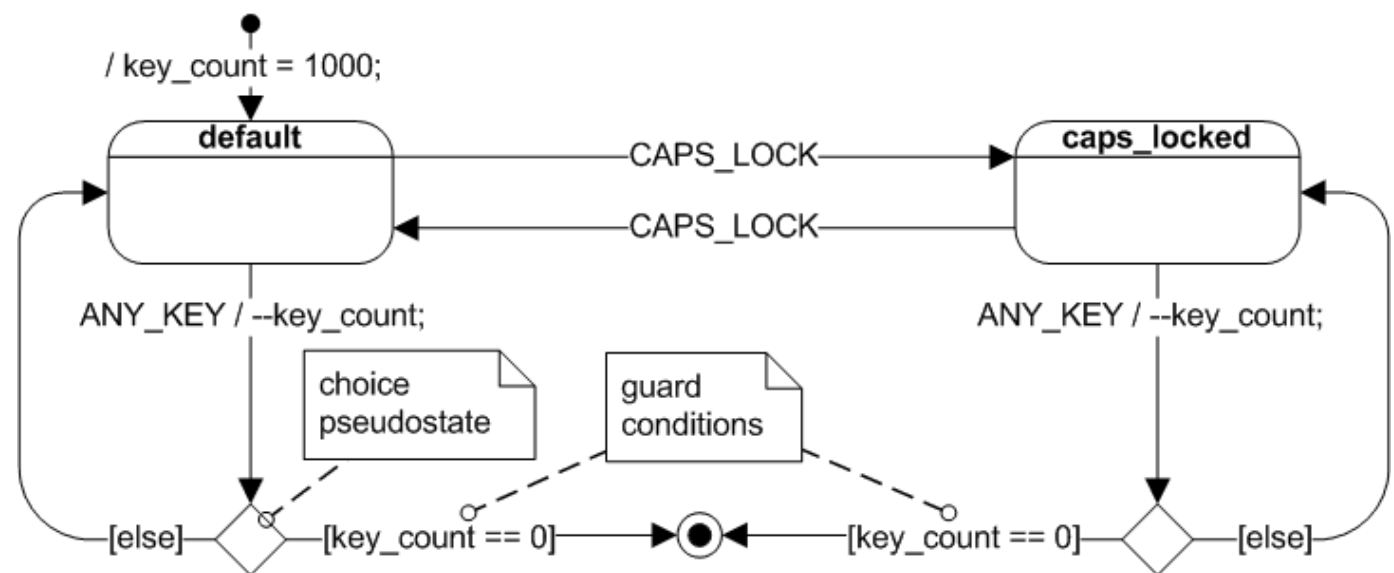 / key_count = 1000;
default
caps_locked
CAPS_LOCK
CAPS_LOCK
ANY_KEY / --key_count;
ANY_KEY / --key_count;
choice
pseudostate
guard
conditions
[else]
[key_count == 0]
[key_count == 0]
[else]